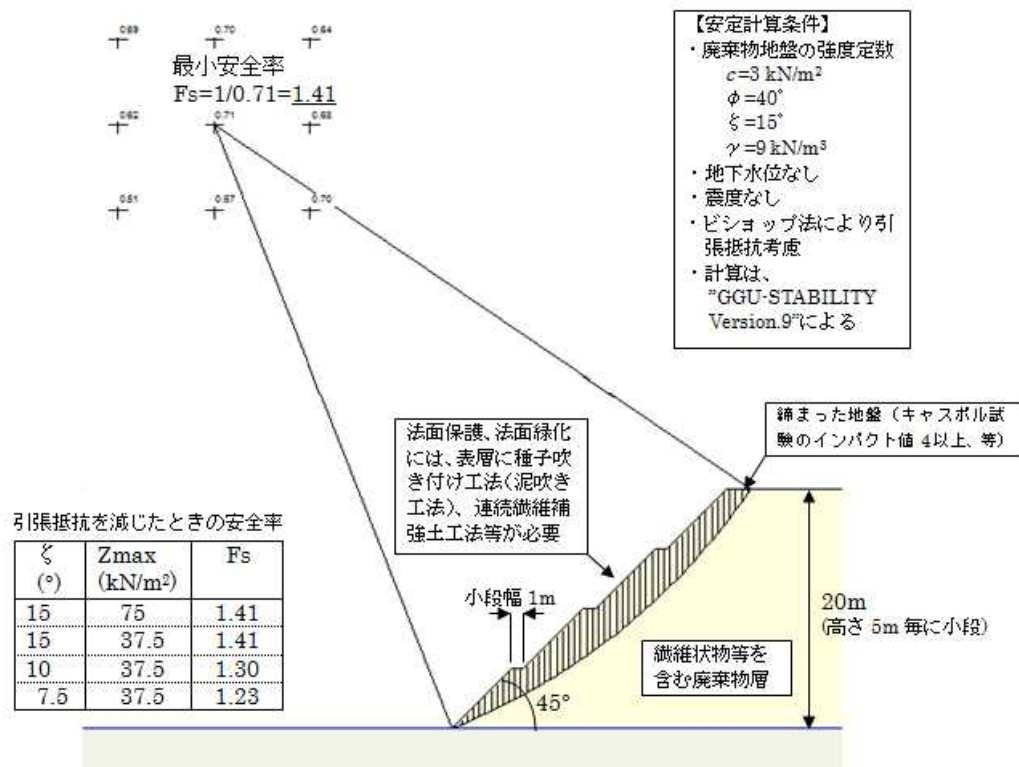 0.69
0.70
0.64
最小安全率
Fs=1/0.71=1.41
0.62
0.71
0.68
0.51
0.67
0.70
【安定計算条件】
・廃棄物地盤の強度定数
c=3 kN/m²
φ=40°
ξ=15°
γ=9 kN/m³
・地下水位なし
・震度なし
・ビショップ法により引
張抵抗考慮
・計算は、
”GGU-STABILITY
Version.9”による
締まった地盤（キャスポル試
験のインパクト値 4以上、等）
法面保護、法面緑化
には、表層に種子吹
き付け工法（泥吹き
工法）、連続繊維補
強土工法等が必要
小段幅 1m
20m
(高さ 5m 毎に小段)
繊維状物等を
含む廃棄物層
45°
引張抵抗を減じたときの安全率
ξ Zmax Fs
(°) (kN/m²)
15 75 1.41
15 37.5 1.41
10 37.5 1.30
7.5 37.5 1.23